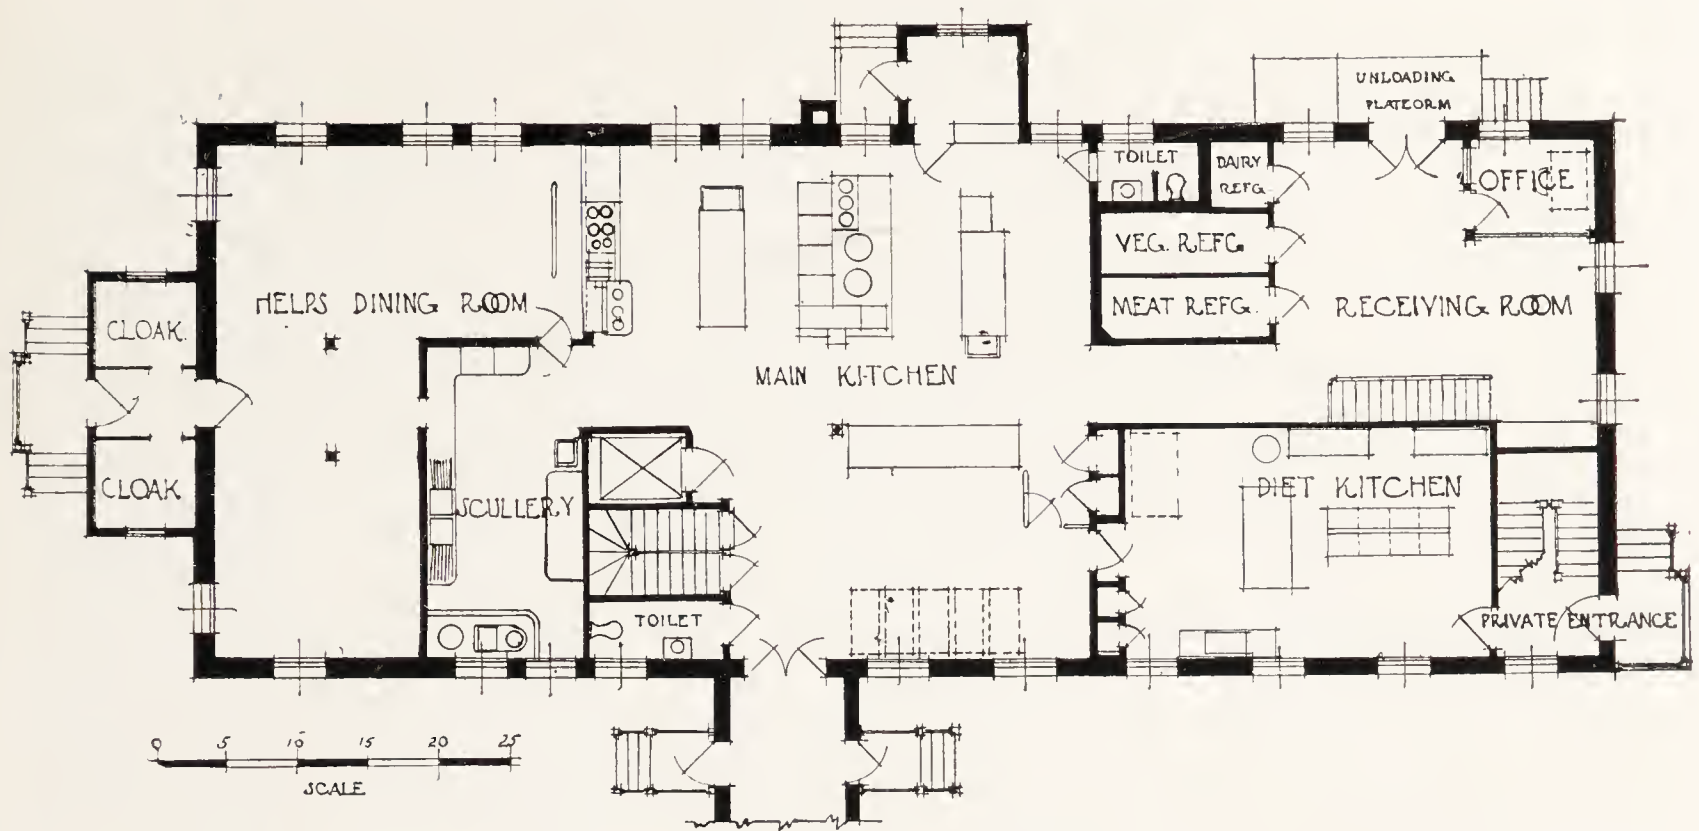 UNLOADING
PLATFORM
TOILET
DAIRY
REFG.
OFFICE
VEG. REFG.
HELPS DINING ROOM
MEAT REFG.
RECEIVING ROOM
CLOAK.
MAIN KITCHEN
CLOAK
SCULLERY
DIET KITCHEN
TOILET
PRIVATE ENTRANCE
0 5 10 15 20 25
SCALE